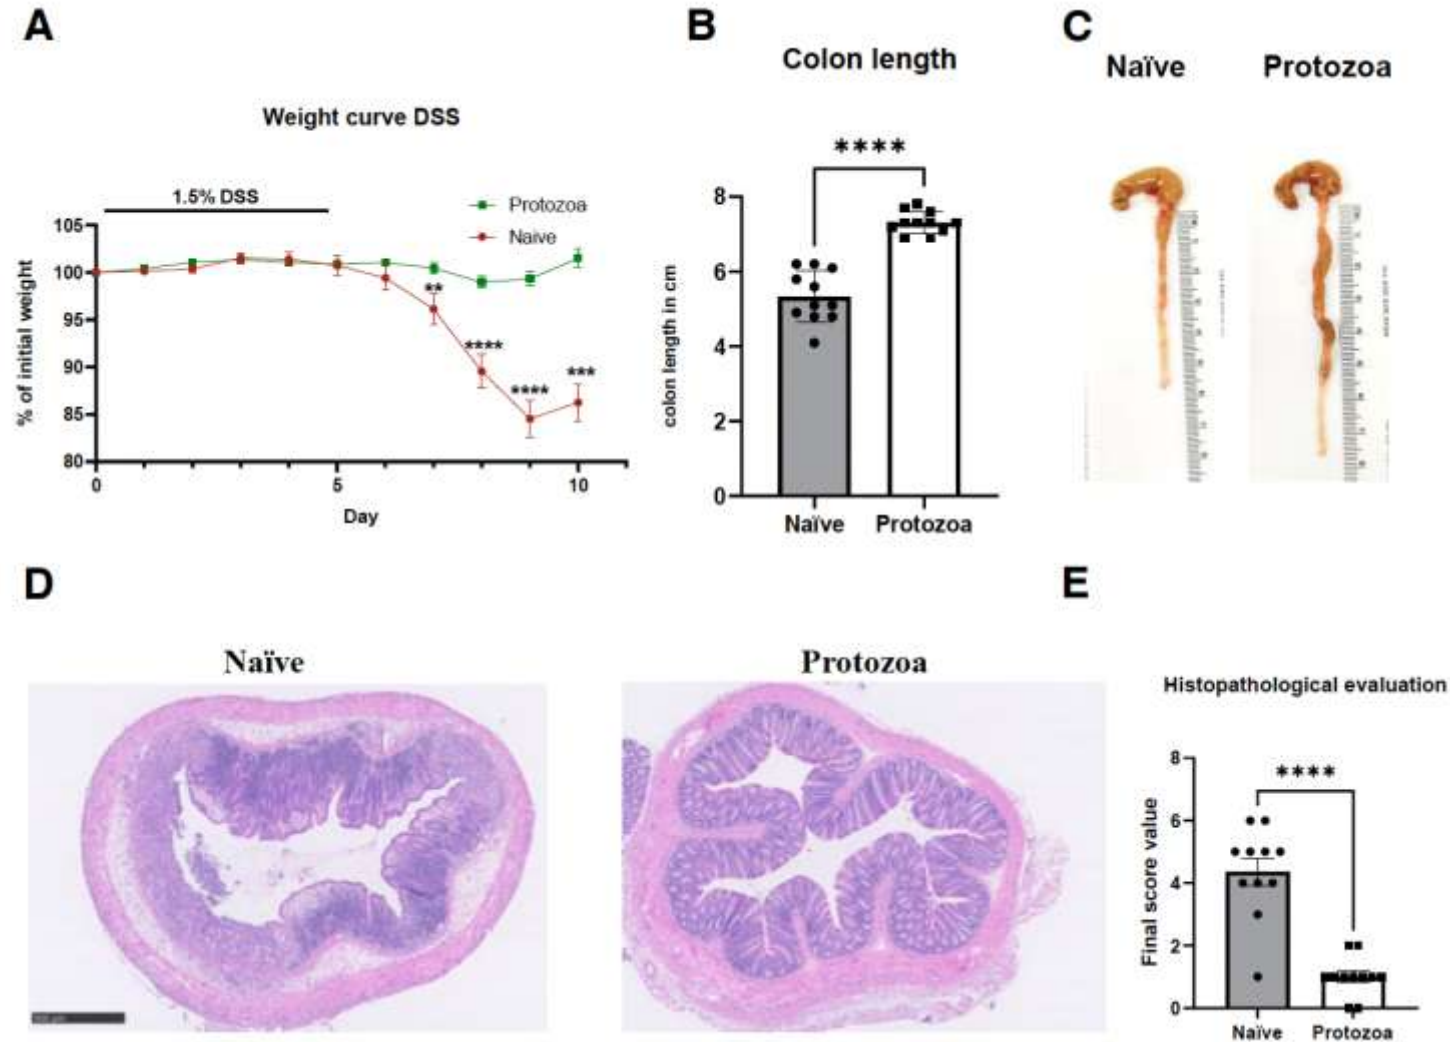 A
Weight curve DSS
1.5% DSS
Protozoa
Naive
105
100
95
90
85
80
% of initial weight
**
****
****
***
0
5
10
Day
B
Colon length
****
8
6
4
2
0
colon length in cm
Naïve
Protozoa
C
Naïve
Protozoa
D
Naïve
Protozoa
E
Histopathological evaluation
****
8
6
4
2
0
Final score value
Naïve
Protozoa